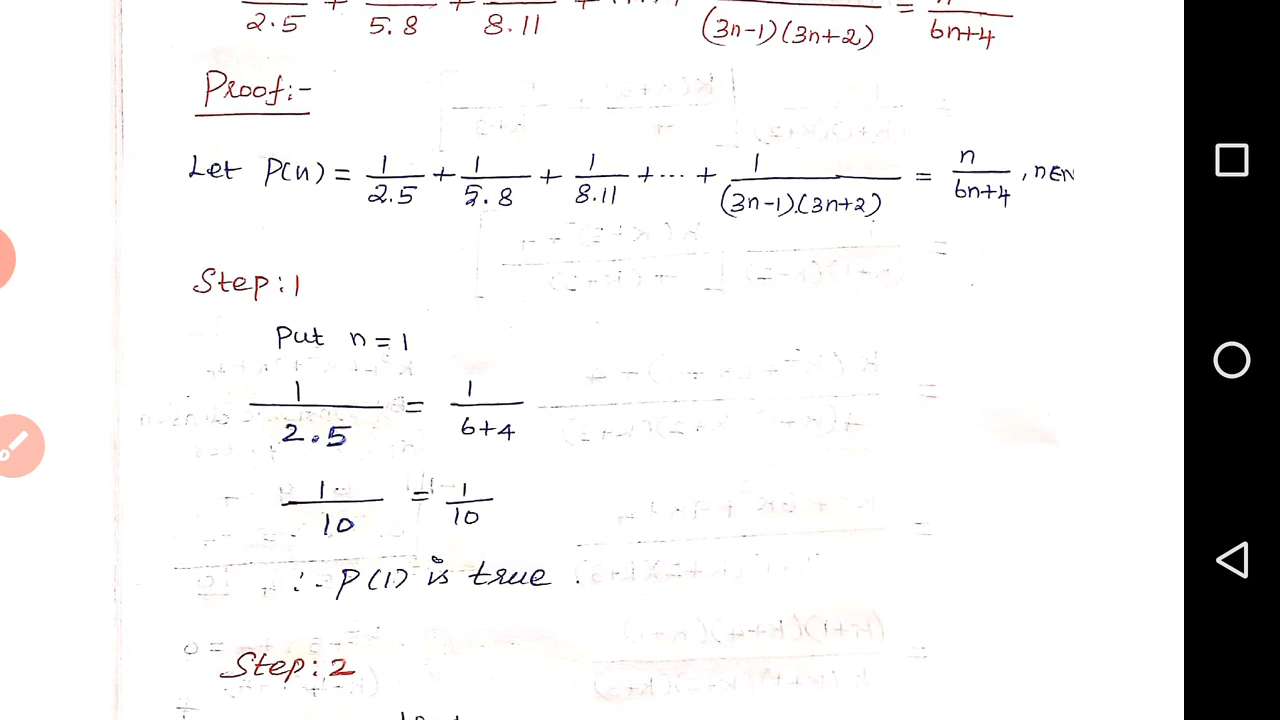 2.5 + 5.8 + 8.11 + (3n-1)(3n+2) = 6n+4
Proof:-
Let P(n) = 1/2.5 + 1/5.8 + 1/8.11 + ... + 1/(3n-1).(3n+2) = n/6n+4, n∈N
Step:1
Put n = 1
1/2.5 = 1/6+4
1/10 = 1/10
∴ P(1) is true.
Step:2